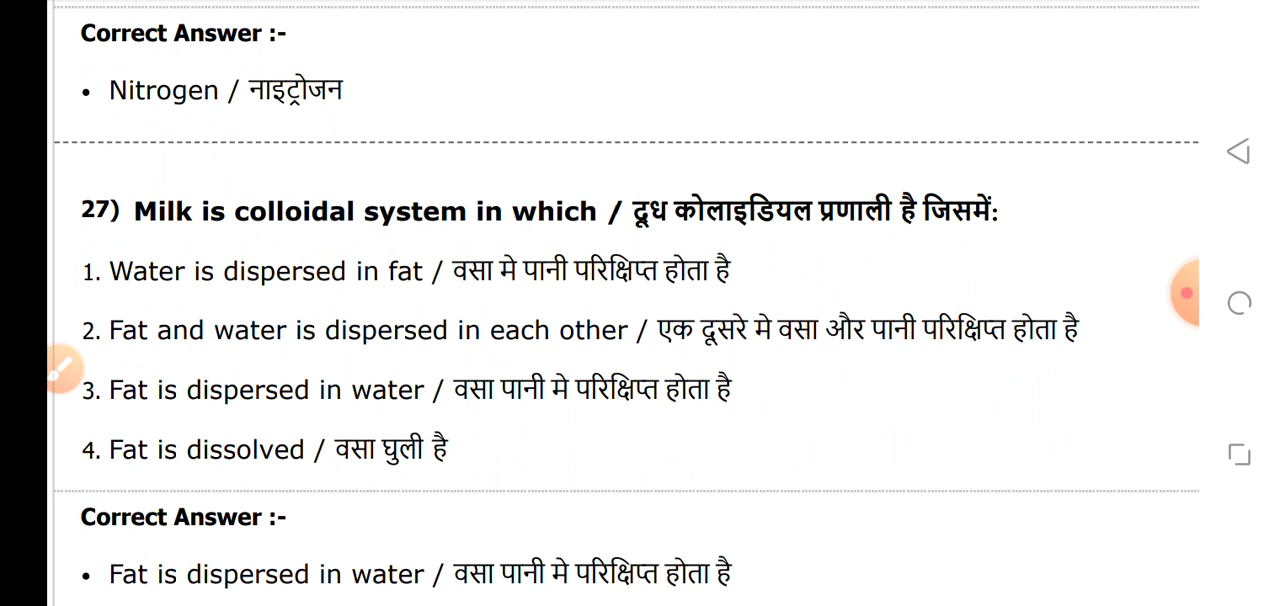 Correct Answer :-
• Nitrogen / नाइट्रोजन
27) Milk is colloidal system in which / दूध कोलाइडियल प्रणाली है जिसमें:
1. Water is dispersed in fat / वसा मे पानी परिक्षिप्त होता है
2. Fat and water is dispersed in each other / एक दूसरे मे वसा और पानी परिक्षिप्त होता है
3. Fat is dispersed in water / वसा पानी मे परिक्षिप्त होता है
4. Fat is dissolved / वसा घुली है
Correct Answer :-
• Fat is dispersed in water / वसा पानी मे परिक्षिप्त होता है